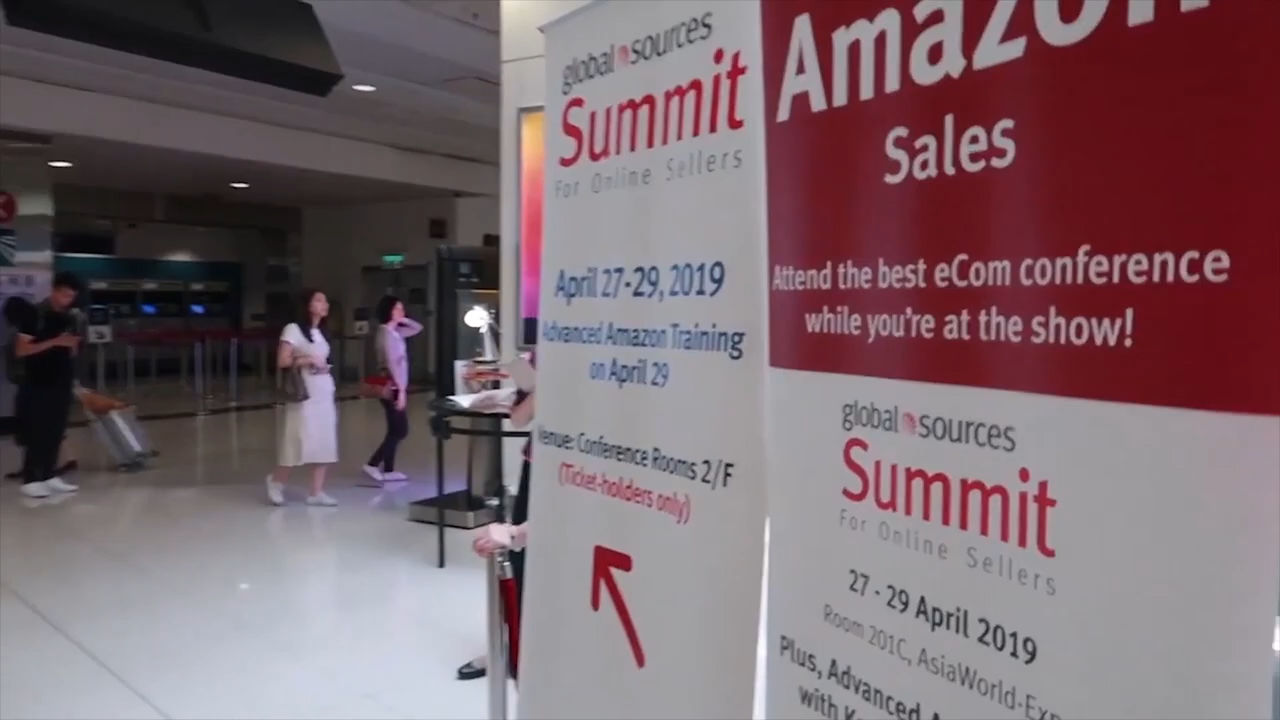 global sources
Summit
For Online Sellers
April 27-29, 2019
Advanced Amazon Training
on April 29
Venue: Conference Rooms 2/F
(Ticket-holders only)
Amazon
Sales
Attend the best eCom conference
while you're at the show!
global sources
Summit
For Online Sellers
27 - 29 April 2019
Room 201C, AsiaWorld-Exp
Plus, Advanced
with